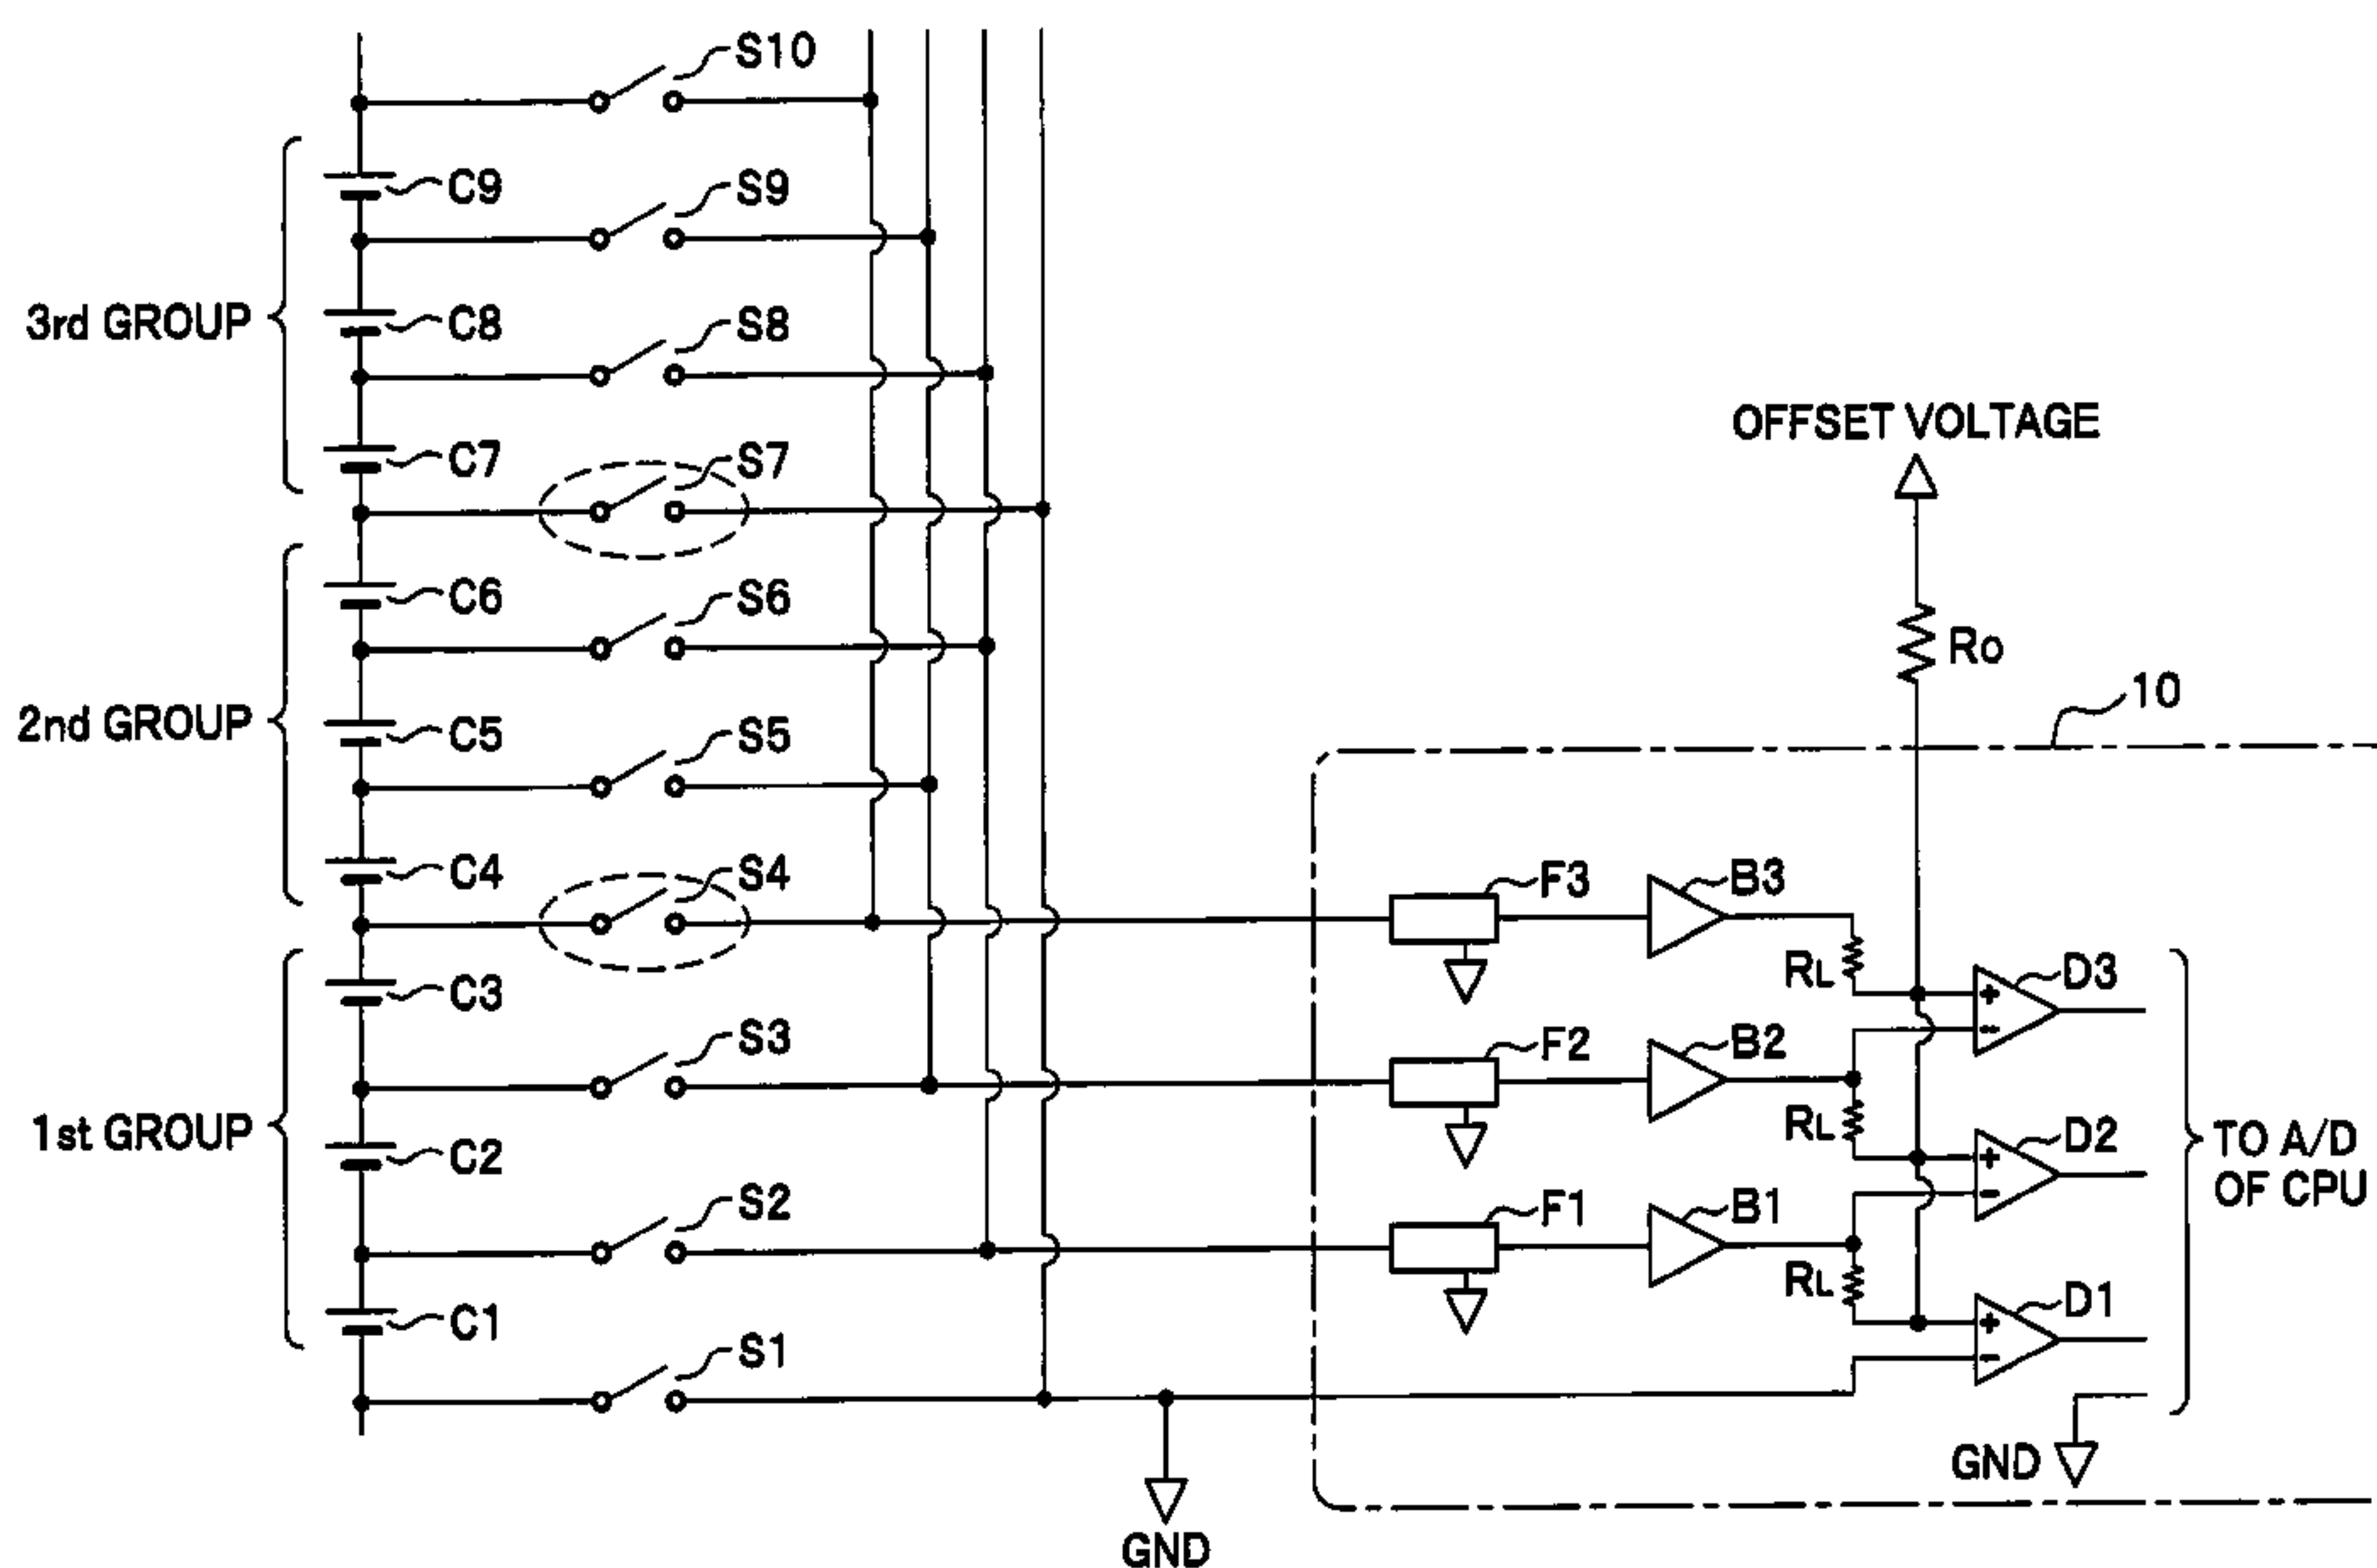 S10
C9
S9
3rd GROUP
C8
S8
C7
S7
OFFSET VOLTAGE
C6
S6
Ro
10
2nd GROUP
C5
S5
C4
S4
F3
B3
RL
D3
+
-
C3
S3
F2
B2
RL
D2
+
-
1st GROUP
C2
S2
F1
B1
RL
D1
+
-
TO A/D
OF CPU
C1
S1
GND
GND